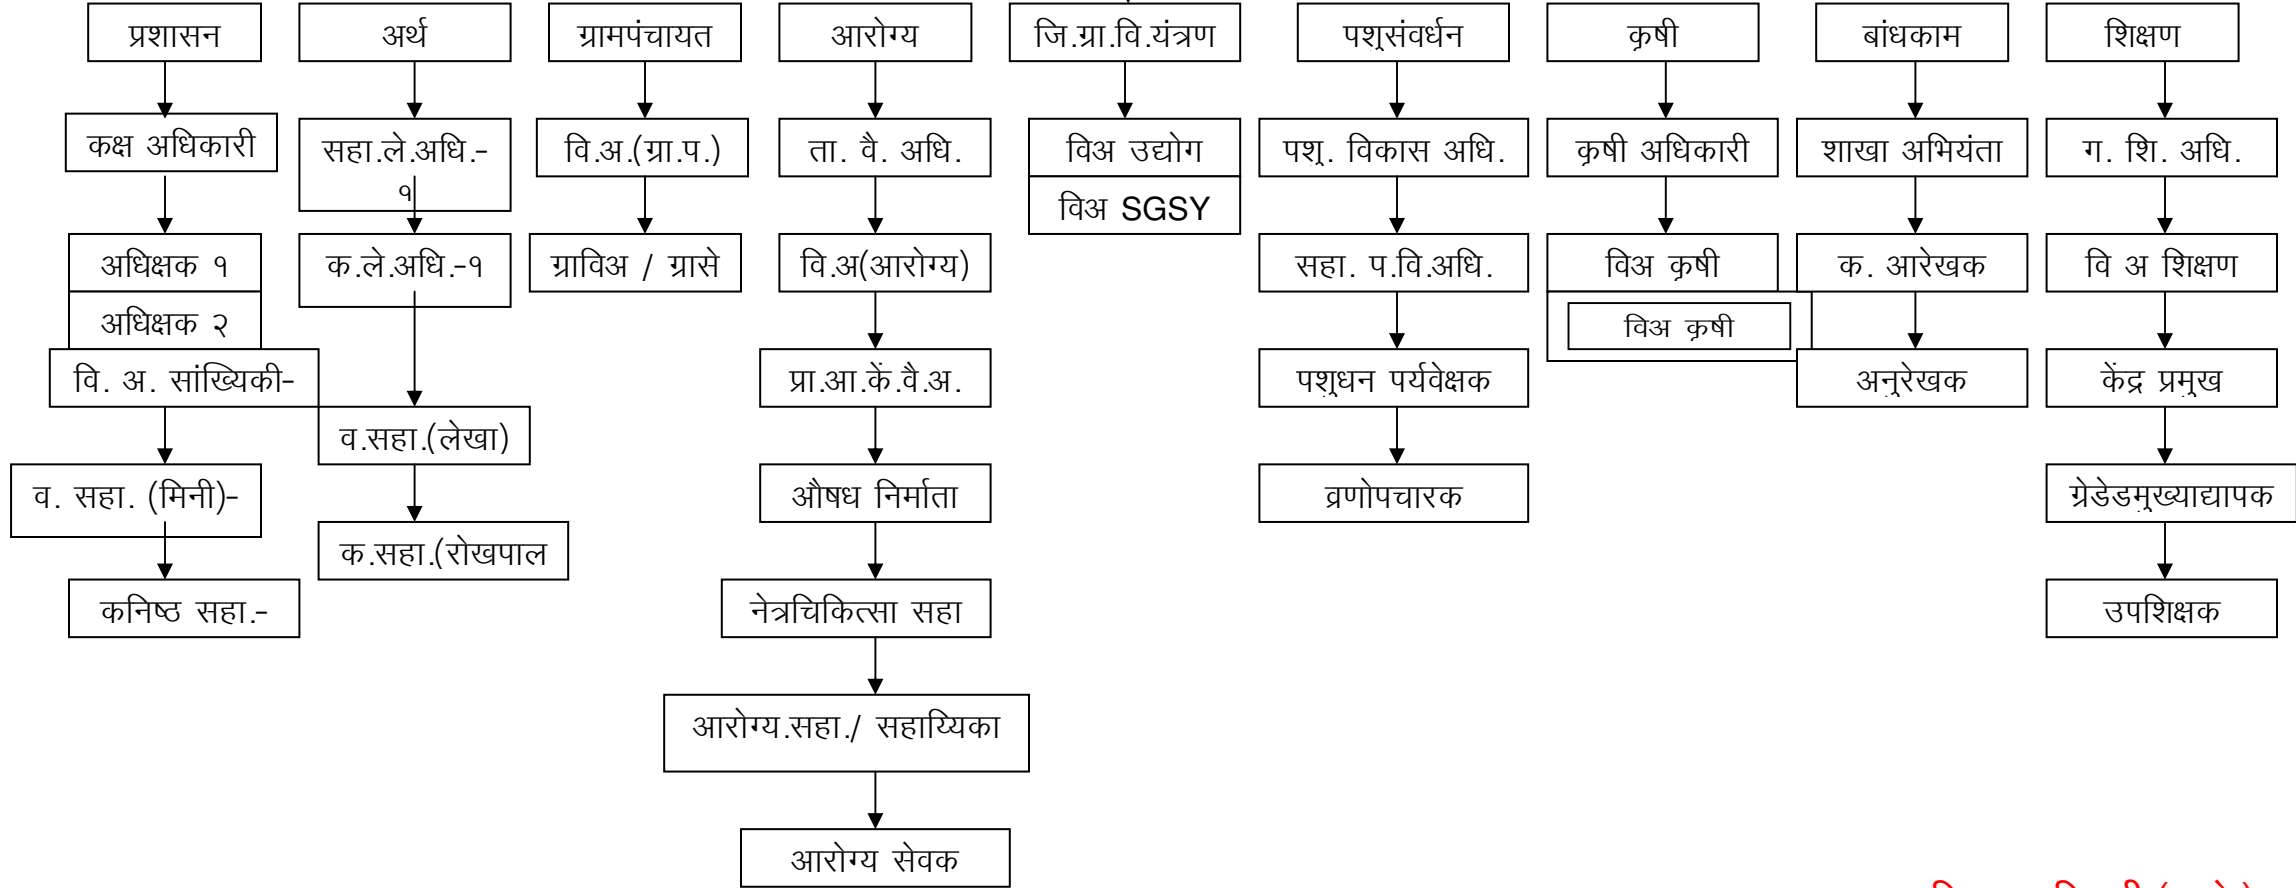 प्रशासन
अर्थ
ग्रामपंचायत
आरोग्य
जि.ग्रा.वि.यंत्रण
पशुसंवर्धन
कृषी
बांधकाम
शिक्षण
कक्ष अधिकारी
सहा.ले.अधि.-
१
वि.अ.(ग्रा.प.)
ता. वै. अधि.
विअ उद्योग
पशु. विकास अधि.
कृषी अधिकारी
शाखा अभियंता
ग. शि. अधि.
विअ SGSY
अधिक्षक १
क.ले.अधि.-१
ग्राविअ / ग्रासे
वि.अ(आरोग्य)
सहा. प.वि.अधि.
विअ कृषी
क. आरेखक
वि अ शिक्षण
अधिक्षक २
विअ कृषी
वि. अ. सांख्यिकी-
प्रा.आ.कें.वै.अ.
पशुधन पर्यवेक्षक
अनुरेखक
केंद्र प्रमुख
व.सहा.(लेखा)
व. सहा. (मिनी)-
औषध निर्माता
व्रणोपचारक
ग्रेडेडमुख्याद्यापक
क.सहा.(रोखपाल
कनिष्ठ सहा.-
नेत्रचिकित्सा सहा
उपशिक्षक
आरोग्य.सहा./ सहाय्यिका
आरोग्य सेवक